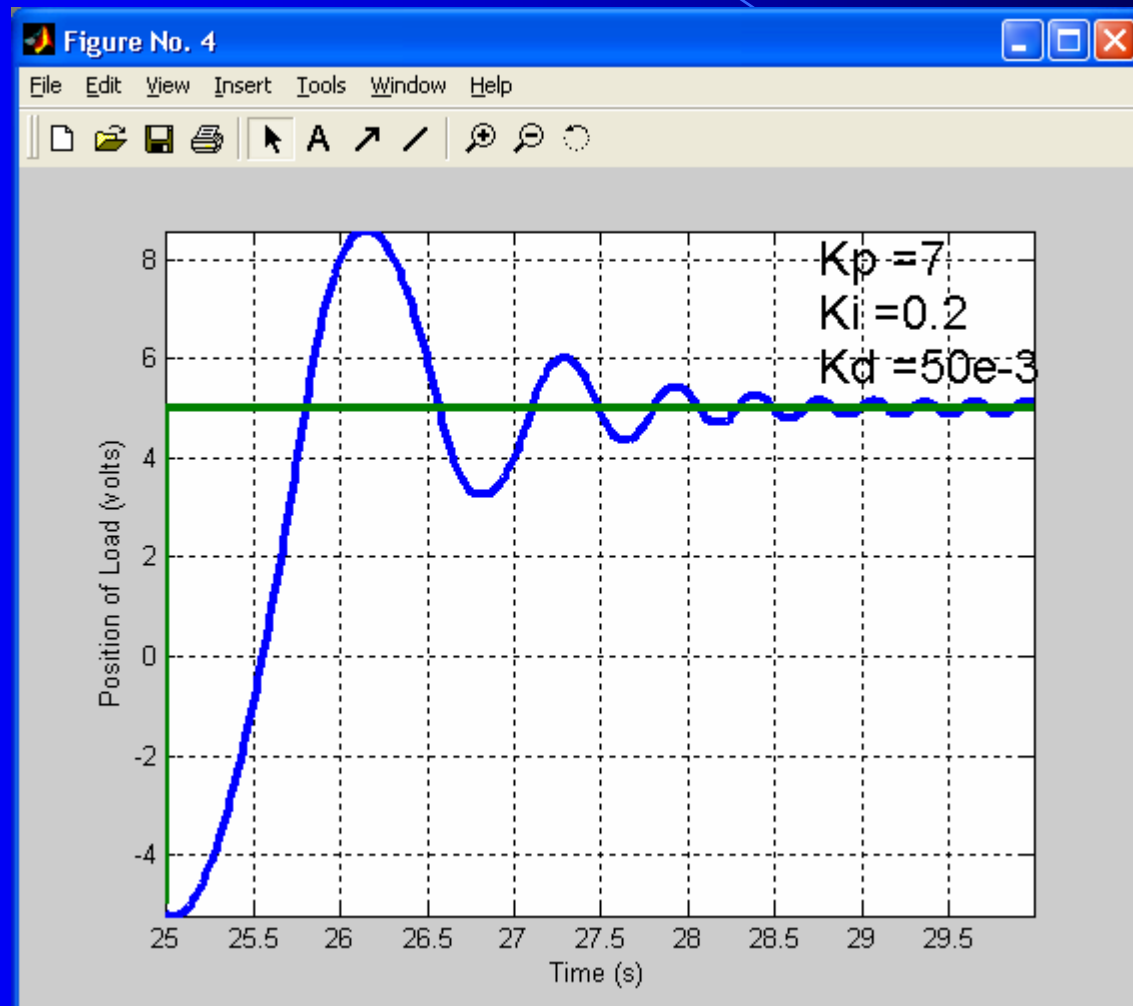 Figure No. 4
File Edit View Insert Tools Window Help
A
Kp =7
Ki =0.2
Kd =50e-3
8
6
4
2
0
-2
-4
Position of Load (volts)
25 25.5 26 26.5 27 27.5 28 28.5 29 29.5
Time (s)